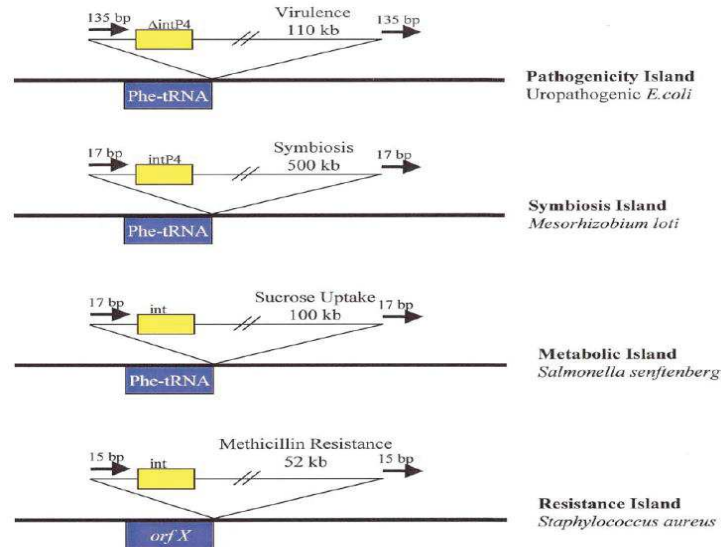 135 bp ΔintP4 Virulence 135 bp
110 kb
Phe-tRNA
Pathogenicity Island
Uropathogenic E.coli
17 bp intP4 Symbiosis 17 bp
500 kb
Phe-tRNA
Symbiosis Island
Mesorhizobium loti
17 bp int Sucrose Uptake 17 bp
100 kb
Phe-tRNA
Metabolic Island
Salmonella senftenberg
15 bp int Methicillin Resistance 15 bp
52 kb
orf X
Resistance Island
Staphylococcus aureus